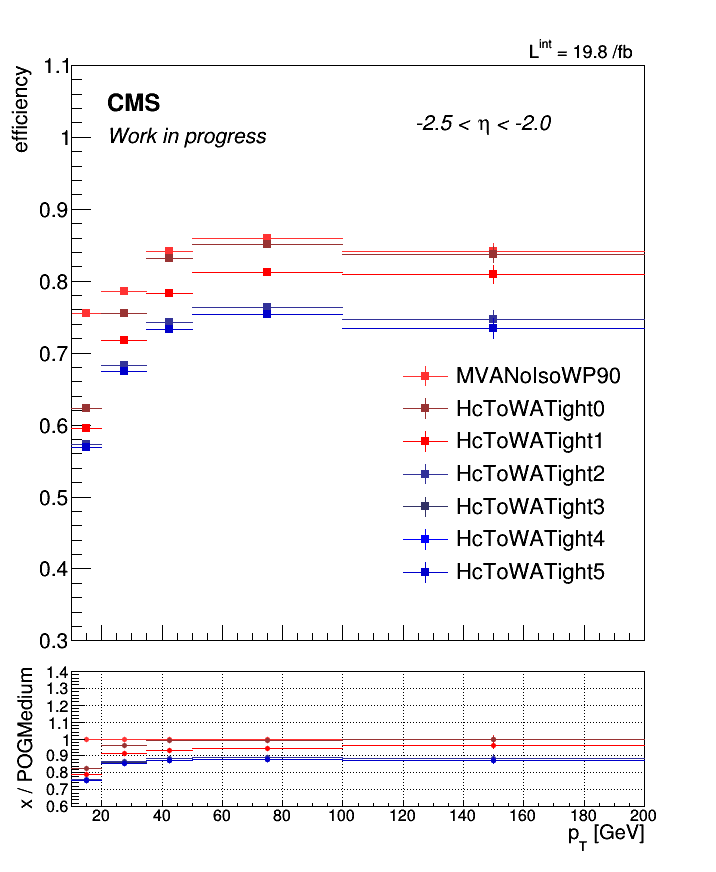 L^int = 19.8 /fb
efficiency
CMS
Work in progress
-2.5 < η < -2.0
1.1
1
0.9
0.8
0.7
0.6
0.5
0.4
0.3
MVANoIsoWP90
HcToWATight0
HcToWATight1
HcToWATight2
HcToWATight3
HcToWATight4
HcToWATight5
x / POGMedium
1.4
1.3
1.2
1.1
1
0.9
0.8
0.7
0.6
20 40 60 80 100 120 140 160 180 200
p_T [GeV]